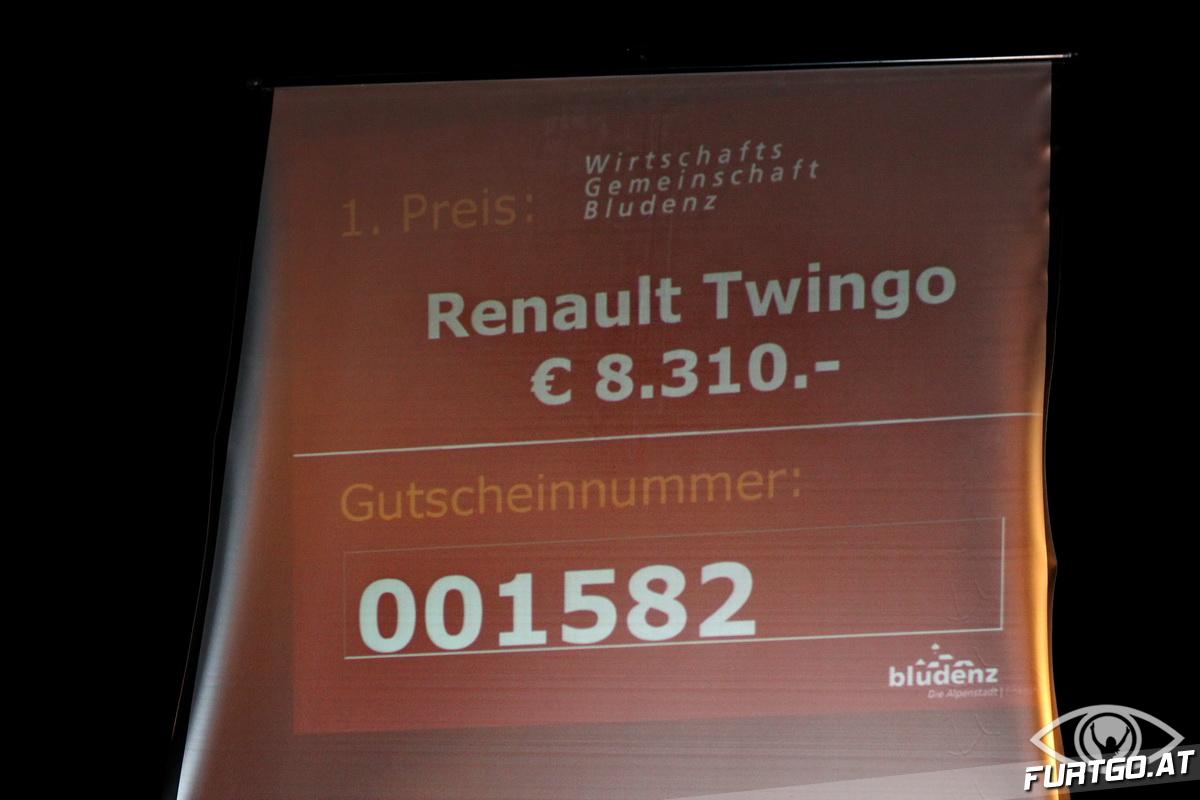 Wirtschafts
Gemeinschaft
Bludenz
1. Preis:
Renault Twingo
€ 8.310.-
Gutscheinnummer:
001582
bludenz
Die Alpenstadt |
FURTGO.AT